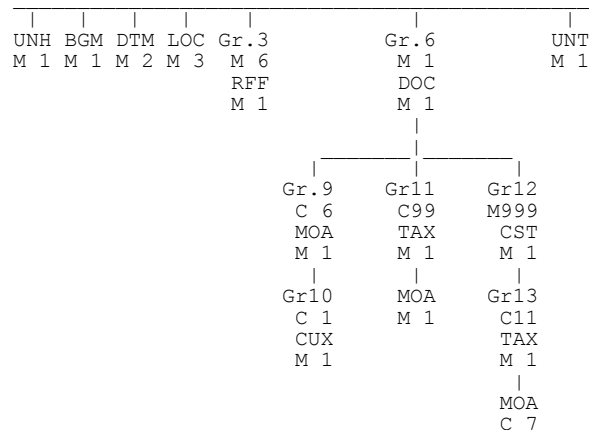 UNH BGM DTM LOC Gr.3 Gr.6 UNT
M 1 M 1 M 2 M 3 M 6 M 1 M 1
RFF DOC
M 1 M 1
Gr.9 Gr11 Gr12
C 6 C99 M999
MOA TAX CST
M 1 M 1 M 1
Gr10 MOA Gr13
C 1 M 1 C11
CUX TAX
M 1 M 1
MOA
C 7